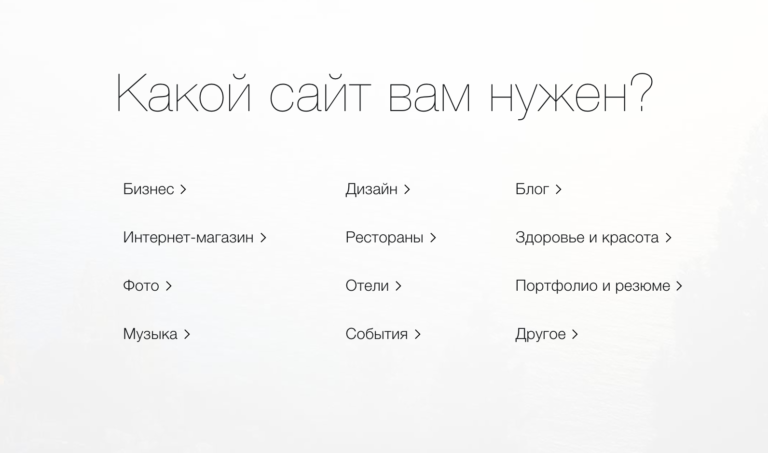 Какой сайт вам нужен?
Бизнес >
Дизайн >
Блог >
Интернет-магазин >
Рестораны >
Здоровье и красота >
Фото >
Отели >
Портфолио и резюме >
Музыка >
События >
Другое >